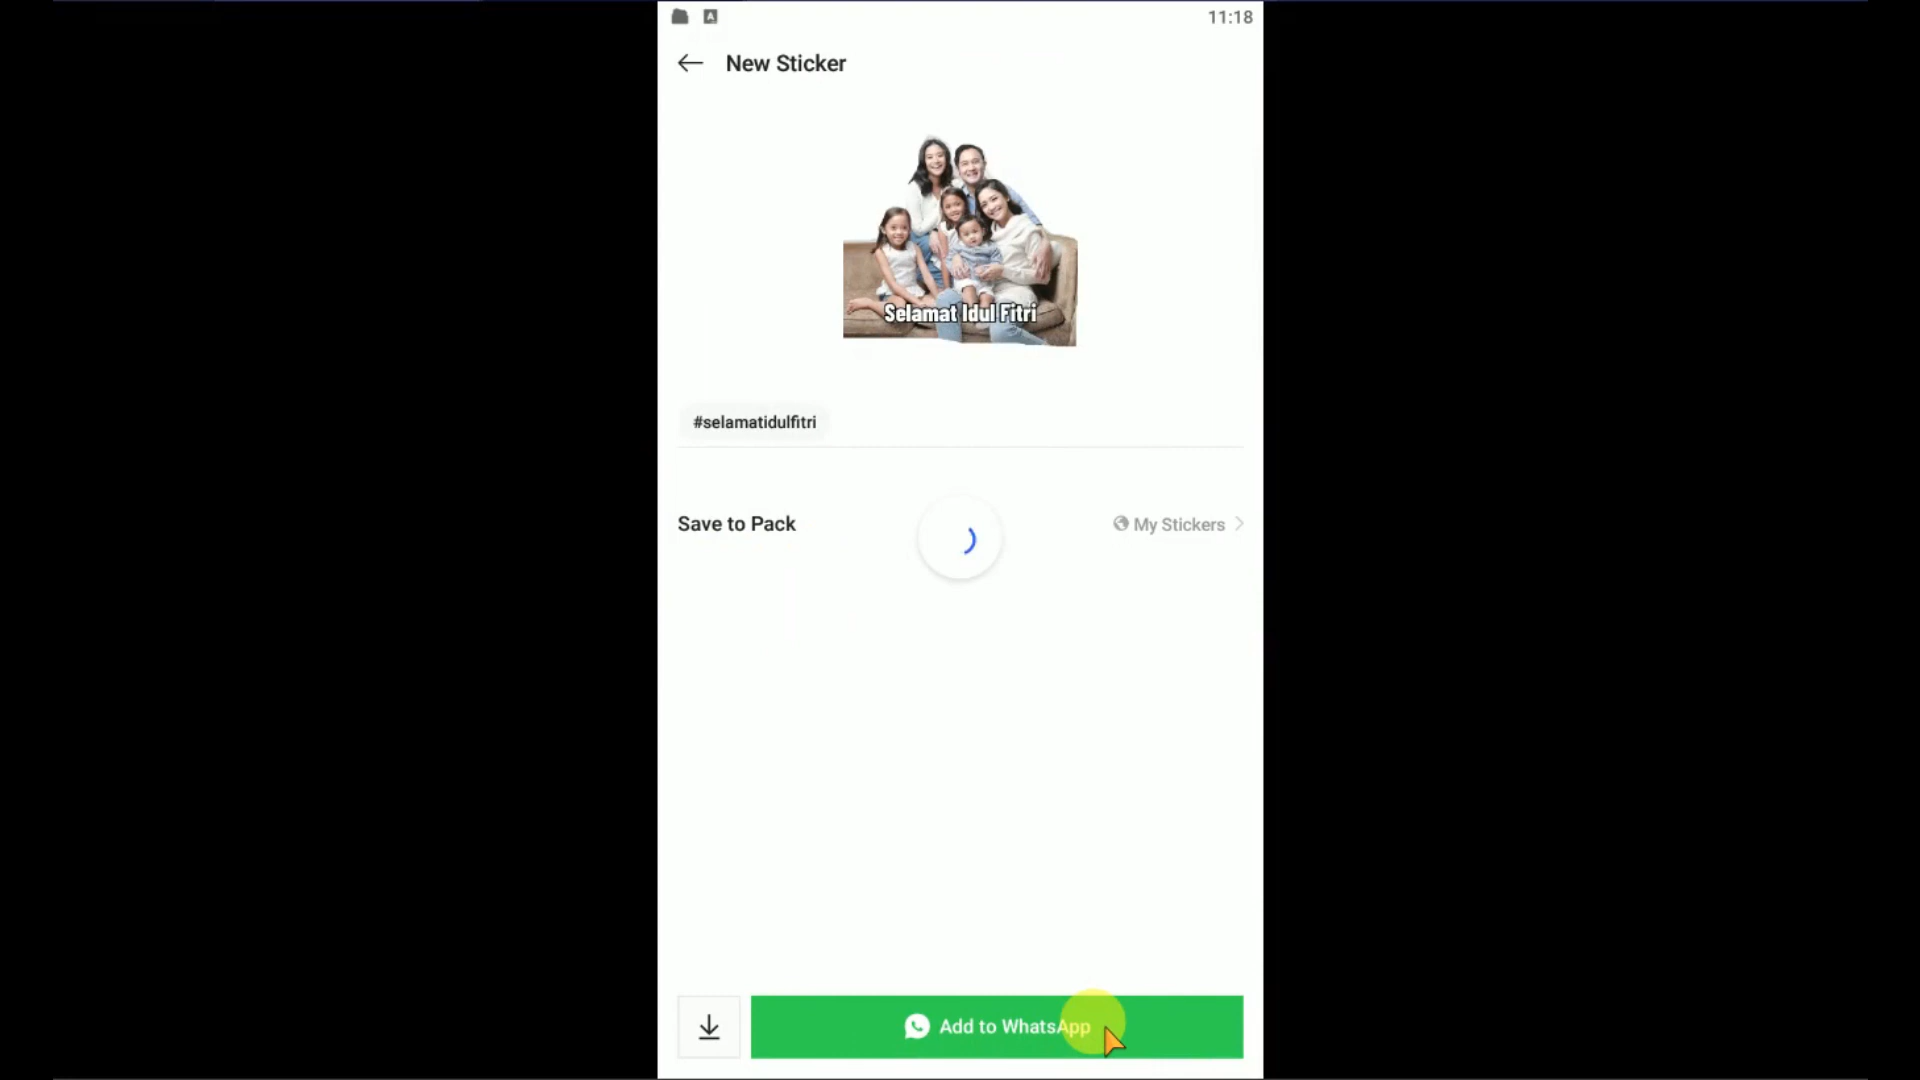 11:18
New Sticker
Selamat Idul Fitri
#selamatidulfitri
Save to Pack
My Stickers
Add to WhatsApp